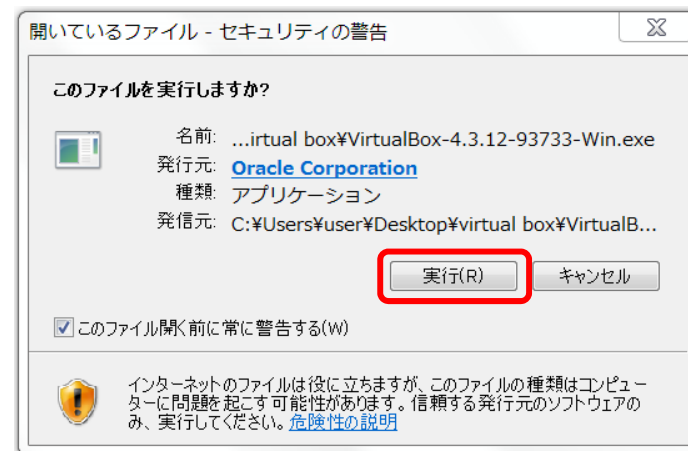 開いているファイル - セキュリティの警告
このファイルを実行しますか?
名前: ...irtual box¥VirtualBox-4.3.12-93733-Win.exe
発行元: Oracle Corporation
種類: アプリケーション
発信元: C:¥Users¥user¥Desktop¥virtual box¥VirtualB...
実行(R) キャンセル
このファイル開く前に常に警告する(W)
インターネットのファイルは役に立ちますが、このファイルの種類はコンピュー
ターに問題を起こす可能性があります。信頼する発行元のソフトウェアの
み、実行してください。危険性の説明